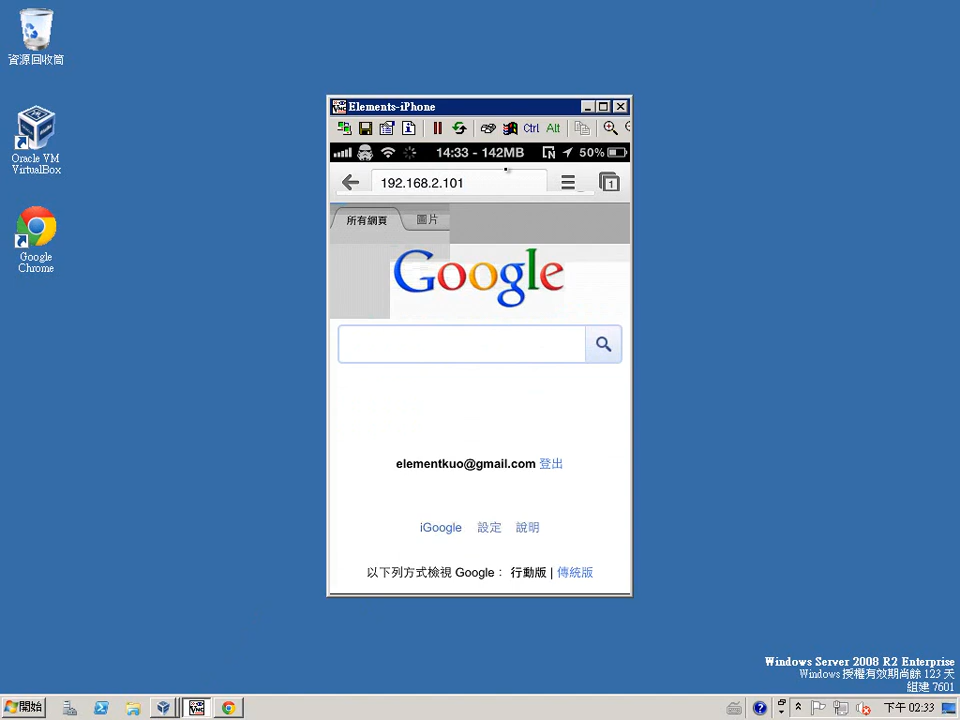 資源回收筒
Oracle VM
VirtualBox
Google
Chrome
Elements-iPhone
Ctrl Alt
14:33 - 142MB 50%
192.168.2.101
1
所有網頁 圖片
Google
elementkuo@gmail.com 登出
iGoogle 設定 說明
以下列方式檢視 Google： 行動版 | 傳統版
Windows Server 2008 R2 Enterprise
Windows 授權有效期尚餘 123 天
組建 7601
開始
下午 02:33